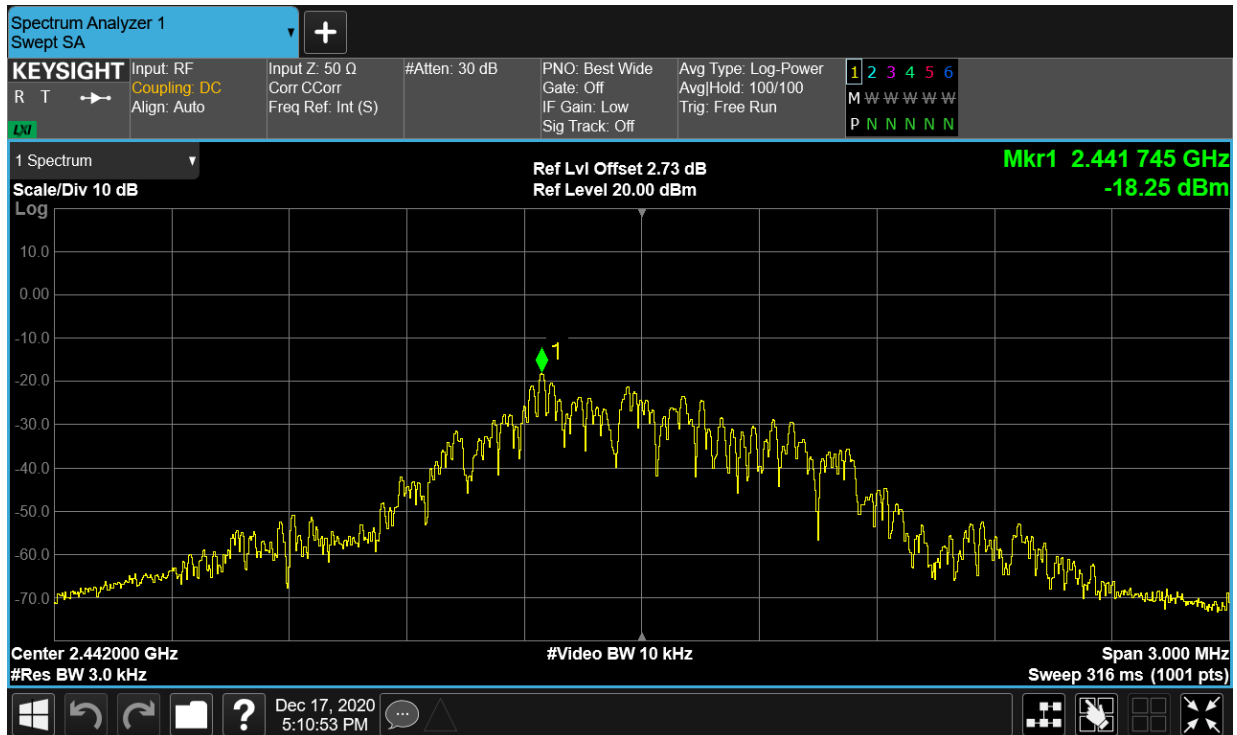 Spectrum Analyzer 1
Swept SA
+
KEYSIGHT
R T
LXI
Input: RF
Coupling: DC
Align: Auto
Input Z: 50 Ω
Corr CCorr
Freq Ref: Int (S)
#Atten: 30 dB
PNO: Best Wide
Gate: Off
IF Gain: Low
Sig Track: Off
Avg Type: Log-Power
Avg|Hold: 100/100
Trig: Free Run
1 2 3 4 5 6
M W W W W W
P N N N N N
1 Spectrum
Scale/Div 10 dB
Log
Ref Lvl Offset 2.73 dB
Ref Level 20.00 dBm
Mkr1 2.441 745 GHz
-18.25 dBm
10.0
0.00
-10.0
1
-20.0
-30.0
-40.0
-50.0
-60.0
-70.0
Center 2.442000 GHz
#Res BW 3.0 kHz
#Video BW 10 kHz
Span 3.000 MHz
Sweep 316 ms (1001 pts)
?
Dec 17, 2020
5:10:53 PM